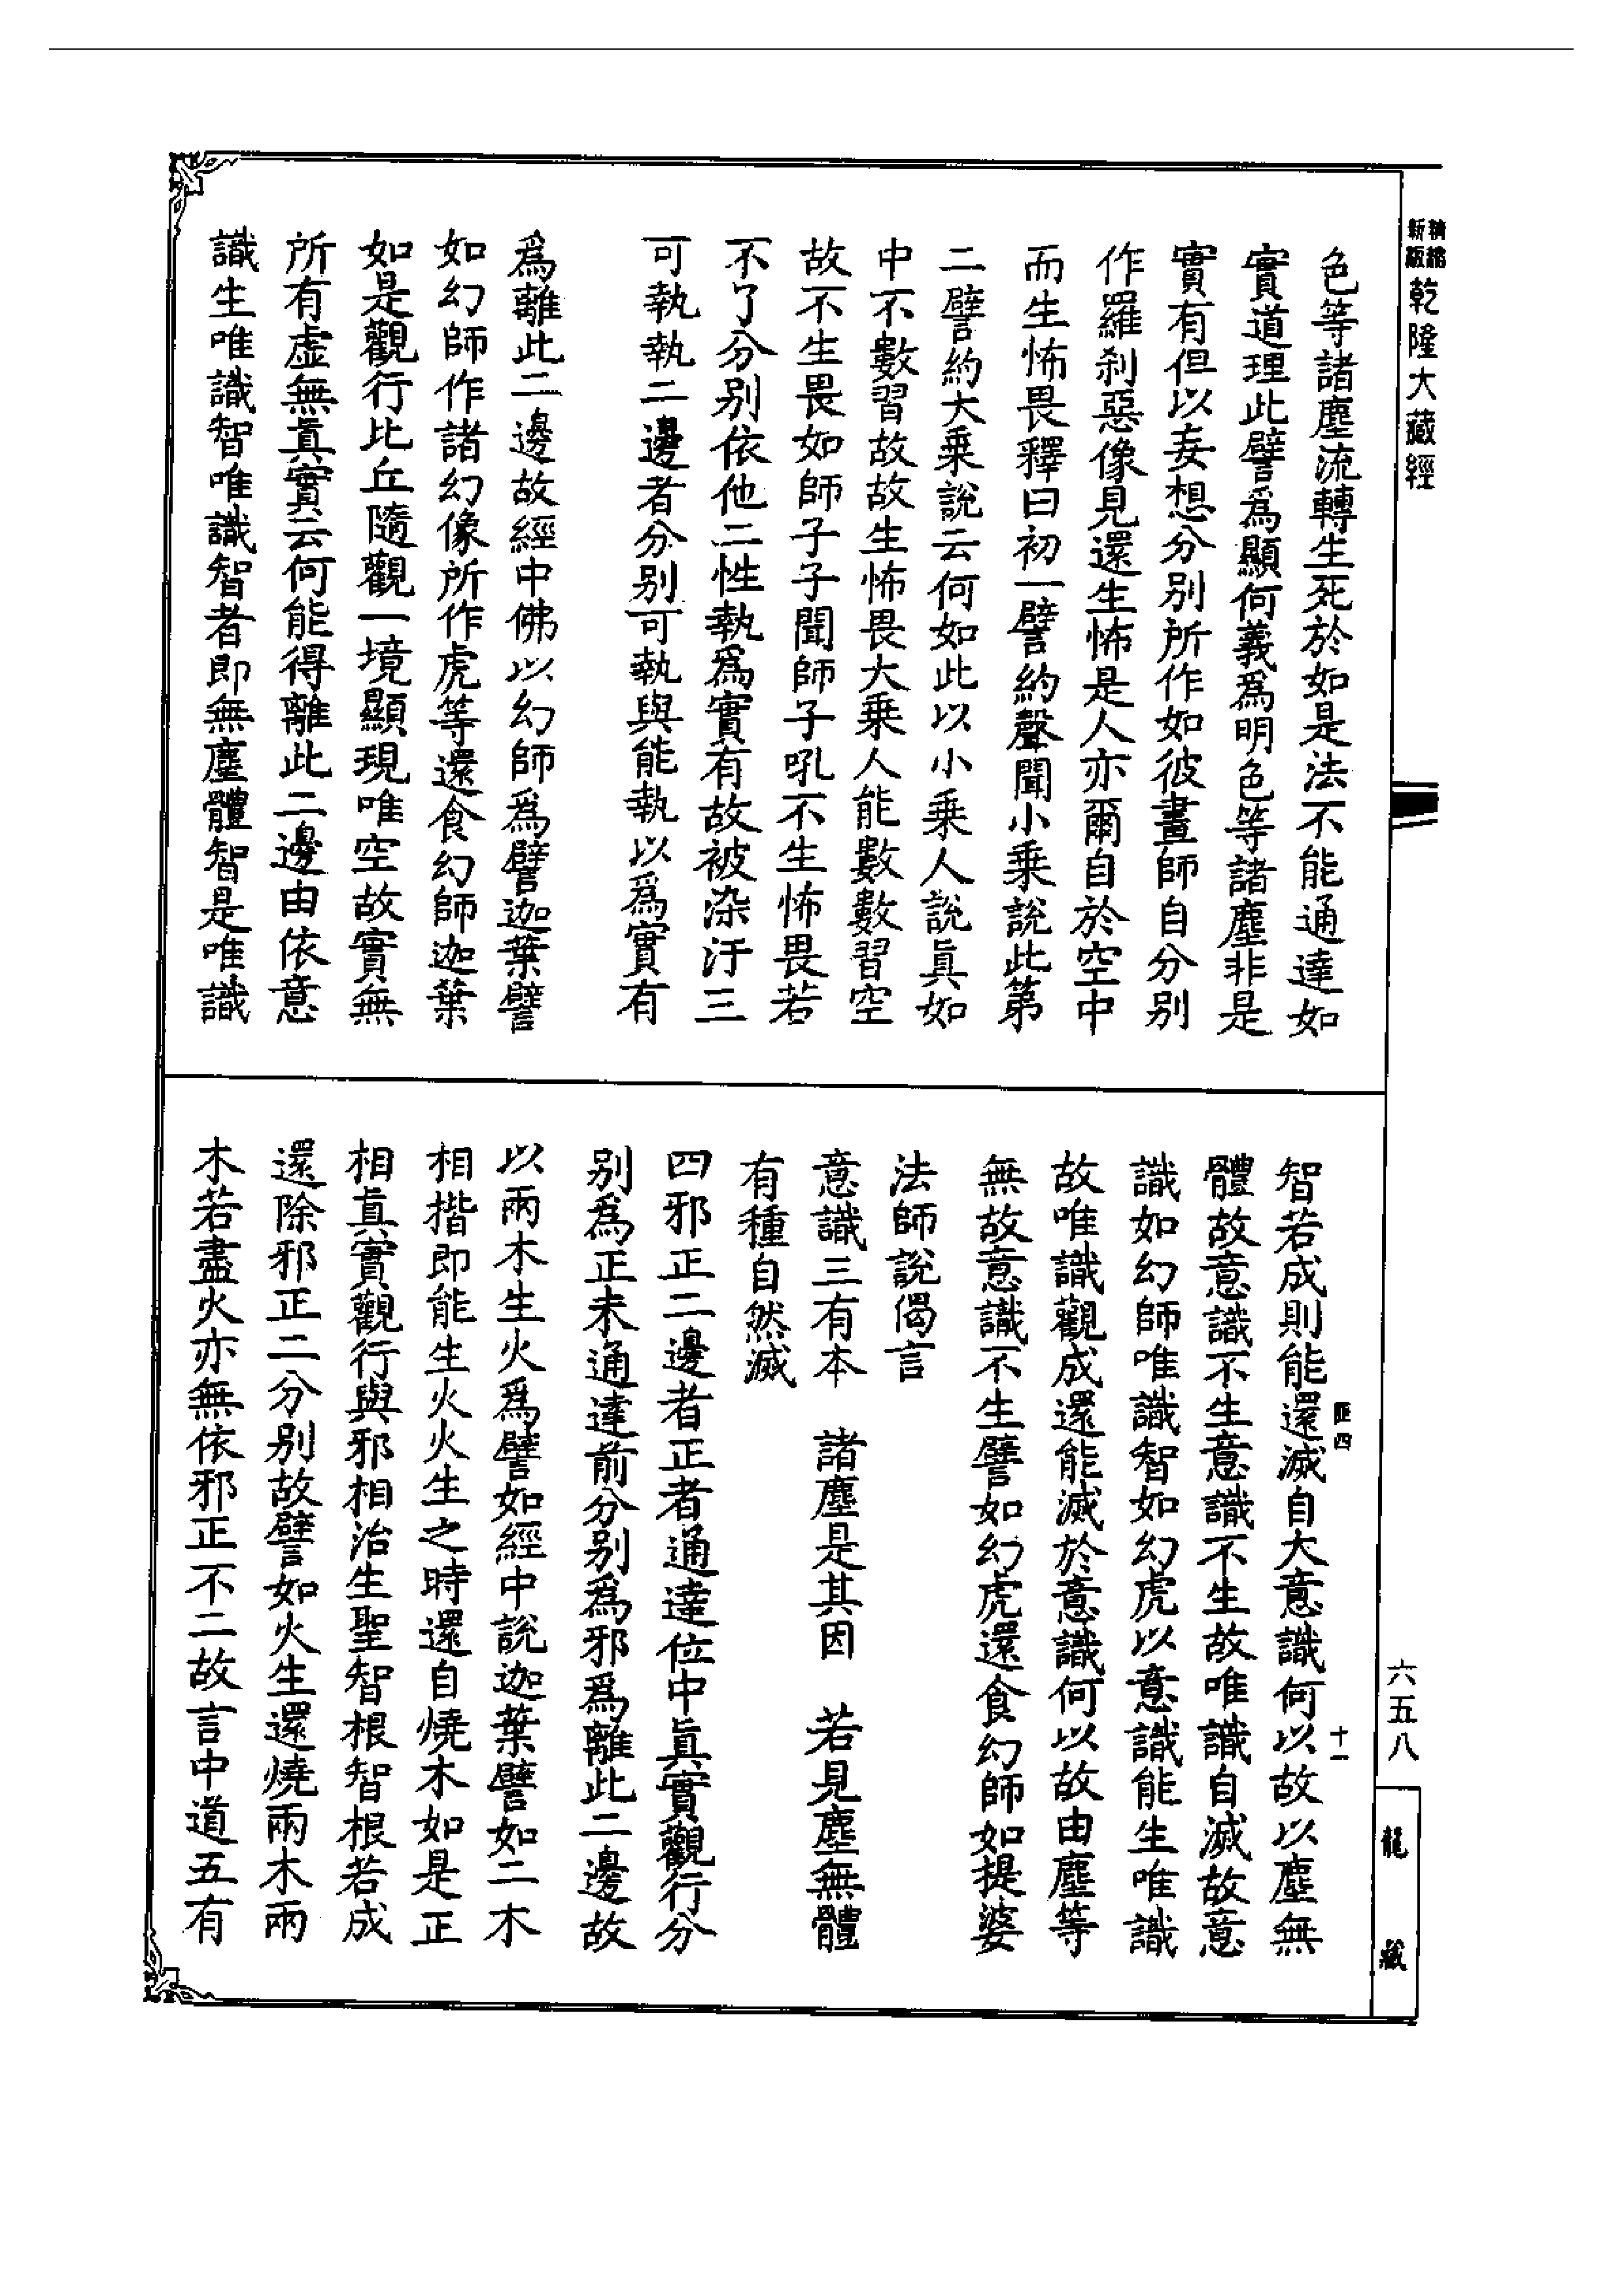 新精
版縮
乾隆大藏經
色等諸塵流轉生死於如是法不能通達如
實道理此譬爲顯何義爲明色等諸塵非是
實有但以妄想分别所作如彼畫師自分别
作羅刹惡像見還生怖是人亦爾自於空中
而生怖畏釋曰初一譬約聲聞小乘說此第
二譬約大乘說云何如此以小乘人說眞如
中不數習故故生怖畏大乘人能數數習空
故不生畏如師子子聞師子吼不生怖畏若
不了分别依他二性執爲實有故被染汙三
可執執二邊者分别可執與能執以爲實有
爲離此二邊故經中佛以幻師爲譬迦葉譬
如幻師作諸幻像所作虎等還食幻師迦葉
如是觀行比丘隨觀一境顯現唯空故實無
所有虚無眞實云何能得離此二邊由依意
識生唯識智唯識智者即無塵體智是唯識
智若成則能還滅自大意識何以故以塵無
體故意識不生意識不生故唯識自滅故意
識如幻師唯識智如幻虎以意識能生唯識
故唯識觀成還能滅於意識何以故由塵等
無故意識不生譬如幻虎還食幻師如提婆
法師說偈言
意識三有本　諸塵是其因　若見塵無體
有種自然滅
四邪正二邊者正者通達位中眞實觀行分
别爲正未通達前分别爲邪爲離此二邊故
以兩木生火爲譬如經中說迦葉譬如二木
相揩即能生火火生之時還自燒木如是正
相眞實觀行與邪相治生聖智根智根若成
還除邪正二分别故譬如火生還燒兩木兩
木若盡火亦無依邪正不二故言中道五有
匪四
十一
六五八
龍藏